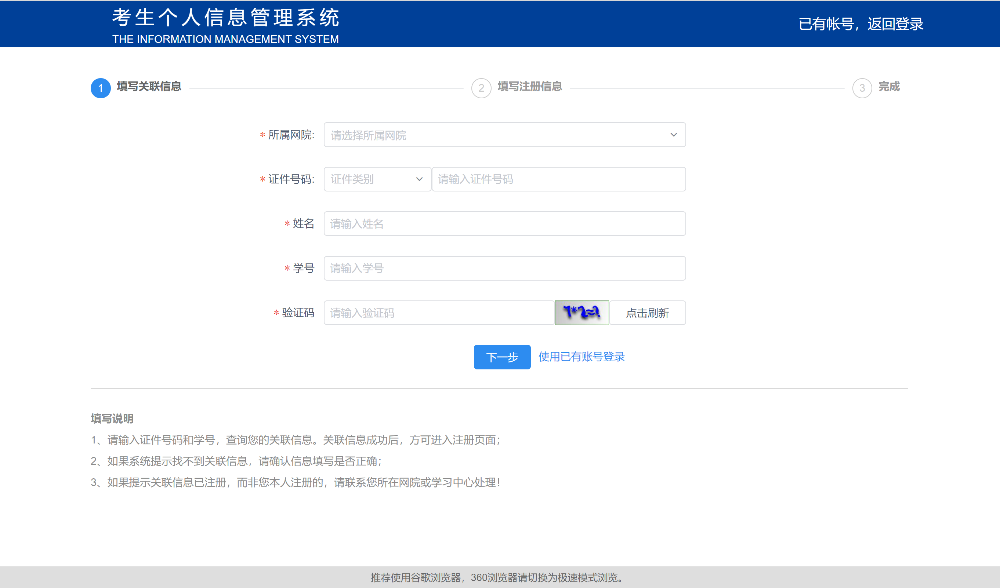 考生个人信息管理系统
THE INFORMATION MANAGEMENT SYSTEM
已有帐号，返回登录
1 填写关联信息
2 填写注册信息
3 完成
* 所属网院: 请选择所属网院
* 证件号码: 证件类别 请输入证件号码
* 姓名 请输入姓名
* 学号 请输入学号
* 验证码 请输入验证码 7*2=? 点击刷新
下一步 使用已有账号登录
填写说明
1、请输入证件号码和学号，查询您的关联信息。关联信息成功后，方可进入注册页面；
2、如果系统提示找不到关联信息，请确认信息填写是否正确；
3、如果提示关联信息已注册，而非您本人注册的，请联系您所在网院或学习中心处理！
推荐使用谷歌浏览器，360浏览器请切换为极速模式浏览。